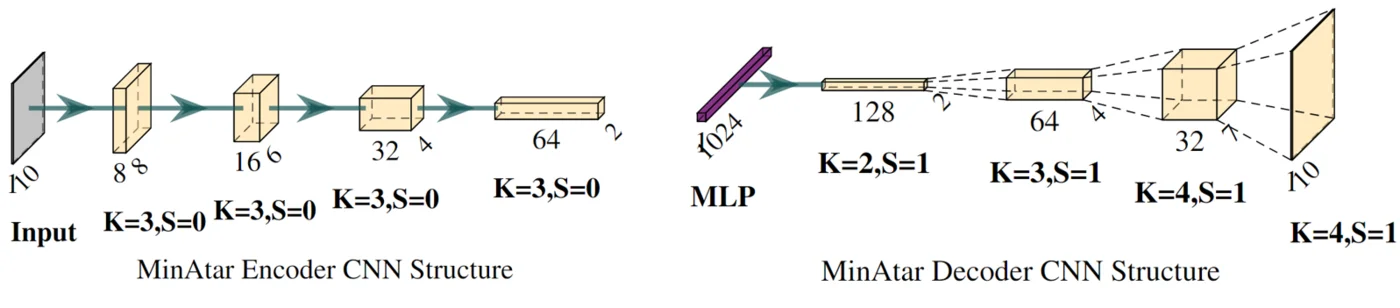 10
Input
8 8
K=3,S=0
16 6
K=3,S=0
32 4
K=3,S=0
64 2
K=3,S=0
MinAtar Encoder CNN Structure
1024
MLP
128 2
K=2,S=1
64 4
K=3,S=1
32 7
K=4,S=1
10
K=4,S=1
MinAtar Decoder CNN Structure